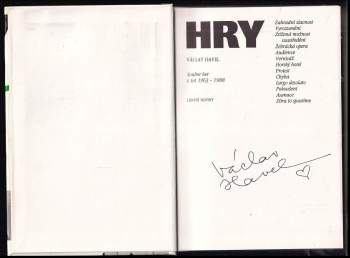 HRY
VÁCLAV HAVEL
Soubor her
z let 1963 – 1988
LIDOVÉ NOVINY
Zahradní slavnost
Vyrozumění
Ztížená možnost
soustředění
Žebrácká opera
Audience
Vernisáž
Horský hotel
Protest
Chyba
Largo desolato
Pokoušení
Asanace
Zítra to spustíme
Václav
Havel